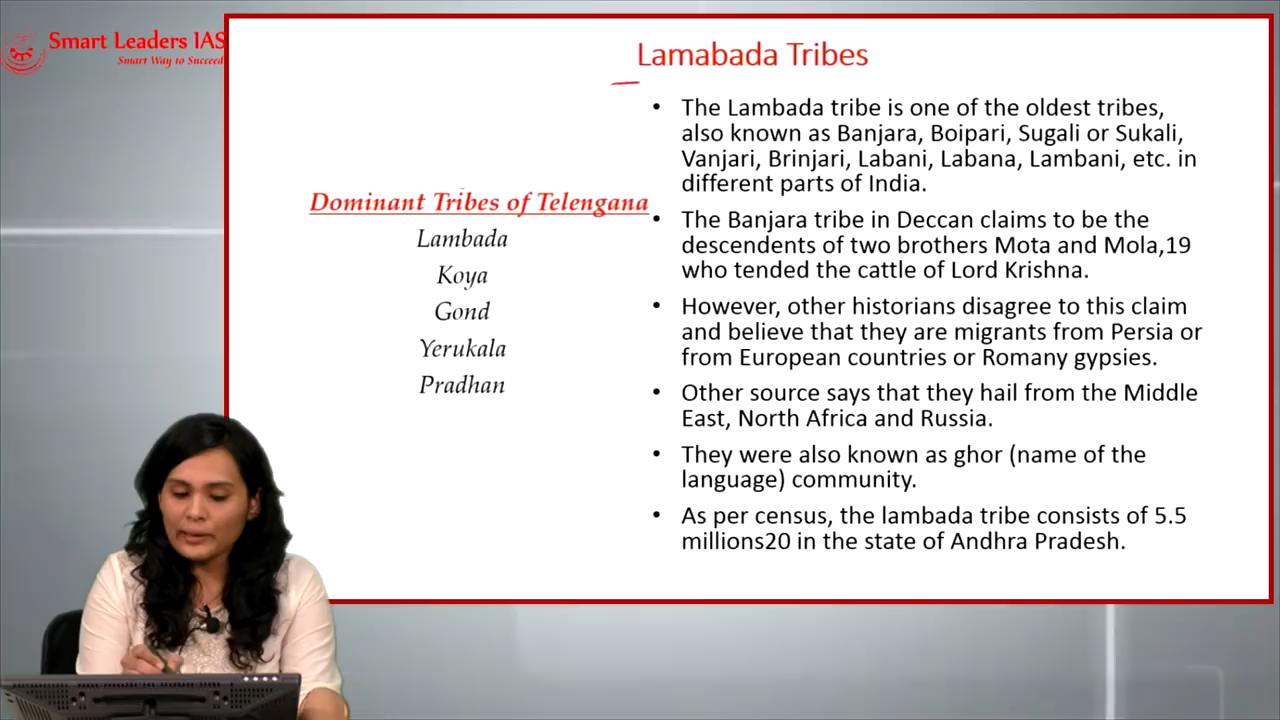 Smart Leaders IAS
Smart Way to Succeed
Lamabada Tribes
Dominant Tribes of Telengana
Lambada
Koya
Gond
Yerukala
Pradhan
• The Lambada tribe is one of the oldest tribes,
also known as Banjara, Boipari, Sugali or Sukali,
Vanjari, Brinjari, Labani, Labana, Lambani, etc. in
different parts of India.
• The Banjara tribe in Deccan claims to be the
descendents of two brothers Mota and Mola,19
who tended the cattle of Lord Krishna.
• However, other historians disagree to this claim
and believe that they are migrants from Persia or
from European countries or Romany gypsies.
• Other source says that they hail from the Middle
East, North Africa and Russia.
• They were also known as ghor (name of the
language) community.
• As per census, the lambada tribe consists of 5.5
millions20 in the state of Andhra Pradesh.